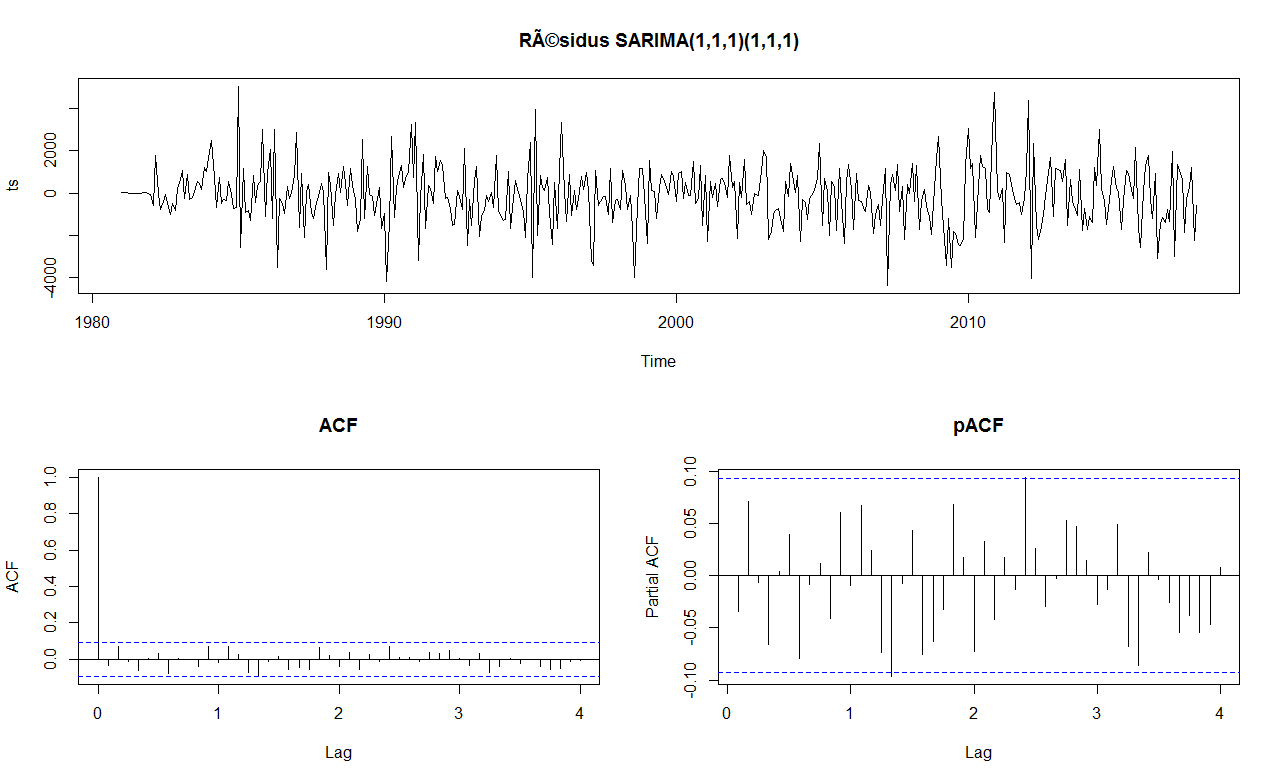 RÃ©sidus SARIMA(1,1,1)(1,1,1)
ts
2000
0
-4000
1980 1990 2000 2010
Time
ACF
ACF
1.0
0.8
0.6
0.4
0.2
0.0
0 1 2 3 4
Lag
pACF
Partial ACF
0.10
0.05
0.00
-0.05
-0.10
0 1 2 3 4
Lag